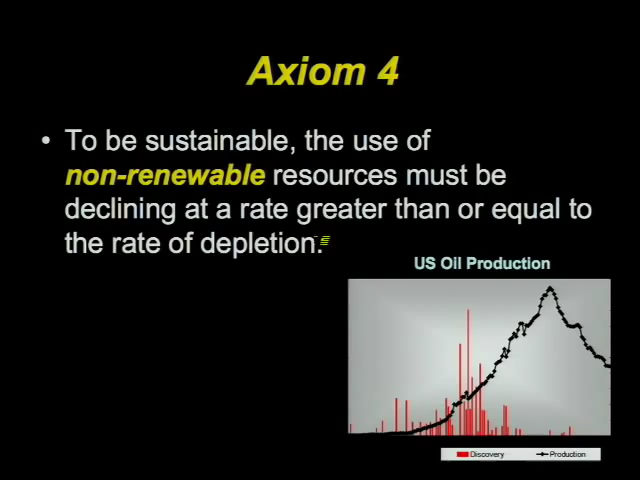 Axiom 4
• To be sustainable, the use of
non-renewable resources must be
declining at a rate greater than or equal to
the rate of depletion.
US Oil Production
Discovery Production